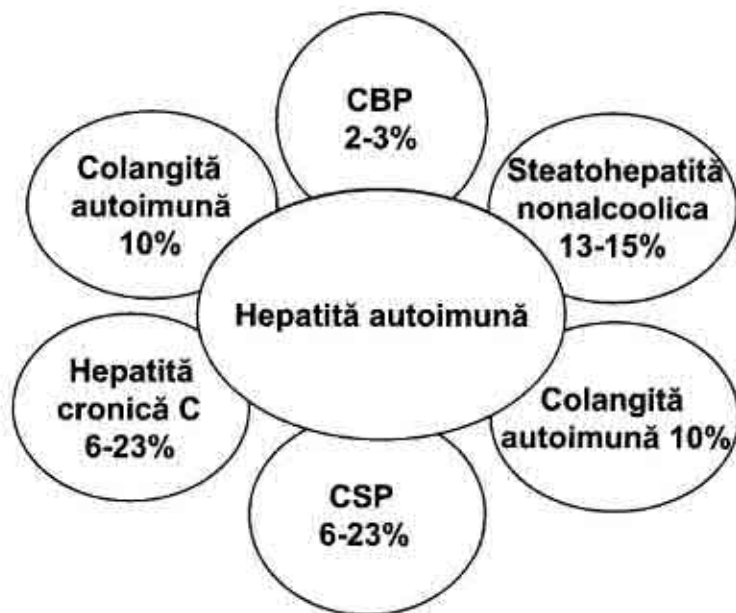 CBP
2-3%
Colangită
autoimună
10%
Steatohepatită
nonalcoolica
13-15%
Hepatită autoimună
Hepatită
cronică C
6-23%
Colangită
autoimună 10%
CSP
6-23%